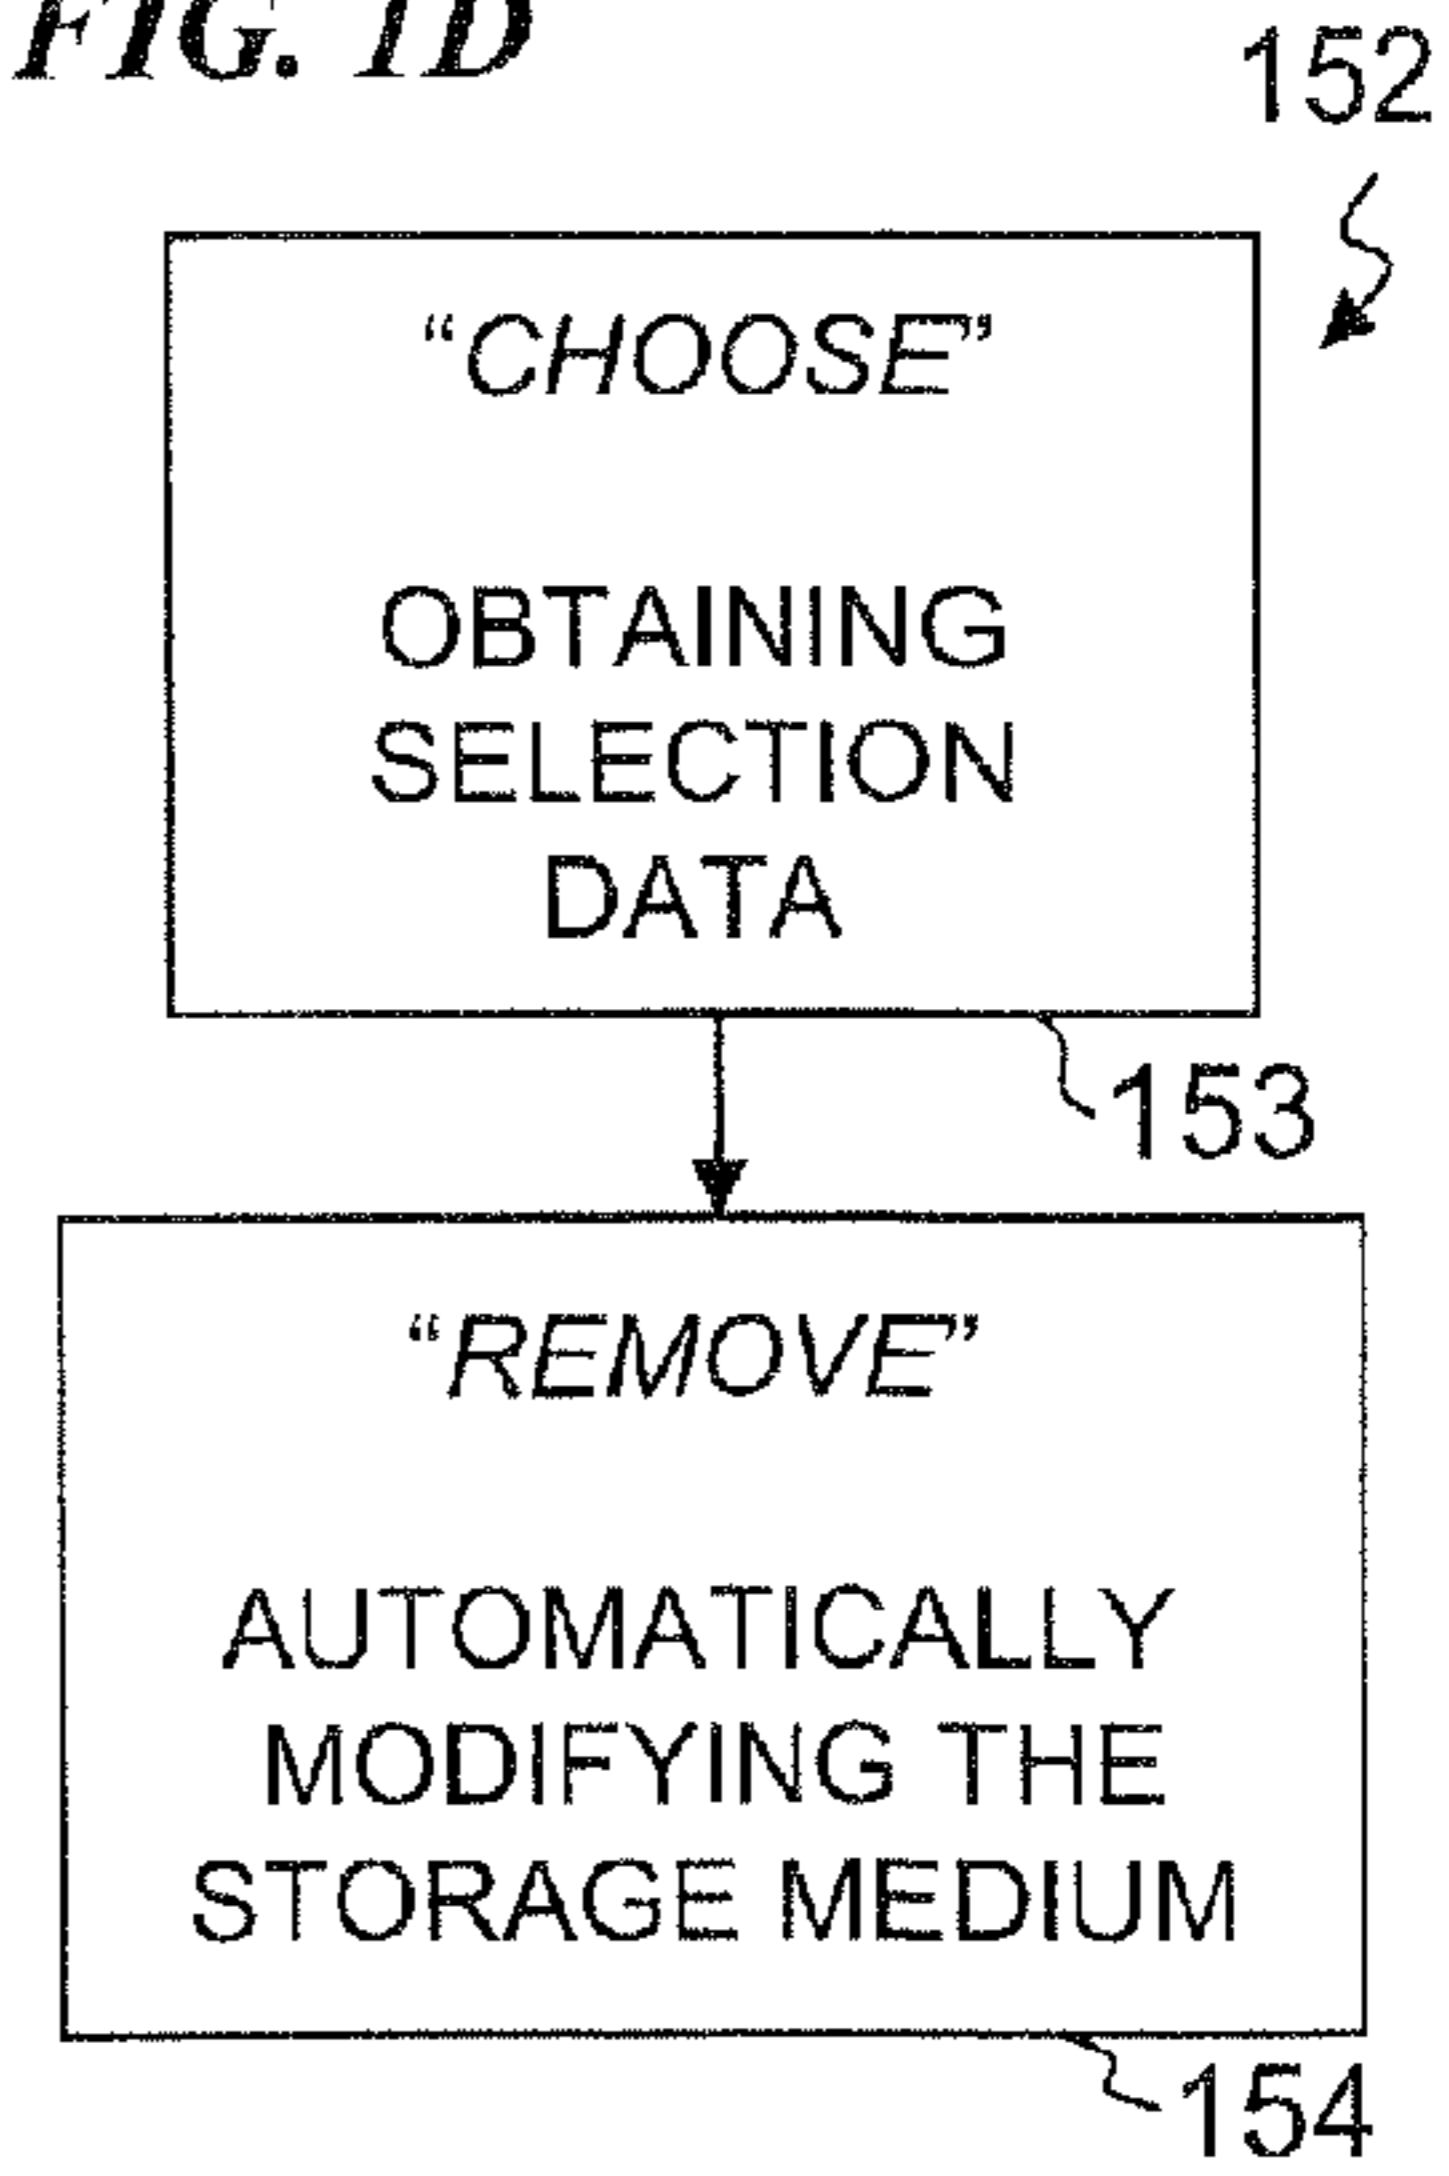 FIG. 1D
152
“CHOOSE”
OBTAINING
SELECTION
DATA
153
“REMOVE”
AUTOMATICALLY
MODIFYING THE
STORAGE MEDIUM
154